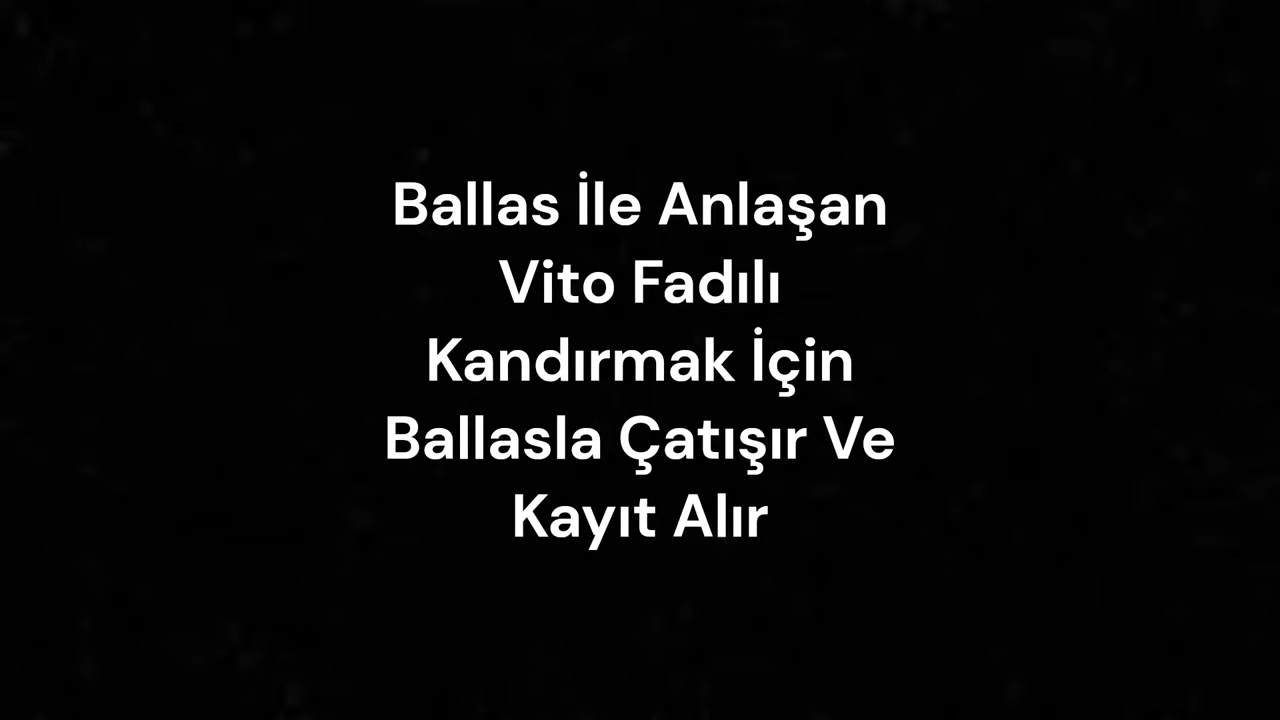 Ballas İle Anlaşan
Vito Fadılı
Kandırmak İçin
Ballasla Çatışır Ve
Kayıt Alır